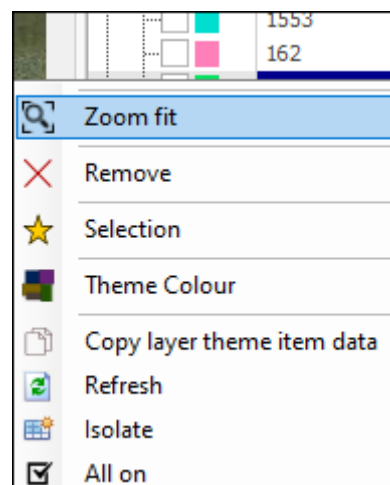 1553
162
Zoom fit
Remove
Selection
Theme Colour
Copy layer theme item data
Refresh
Isolate
All on